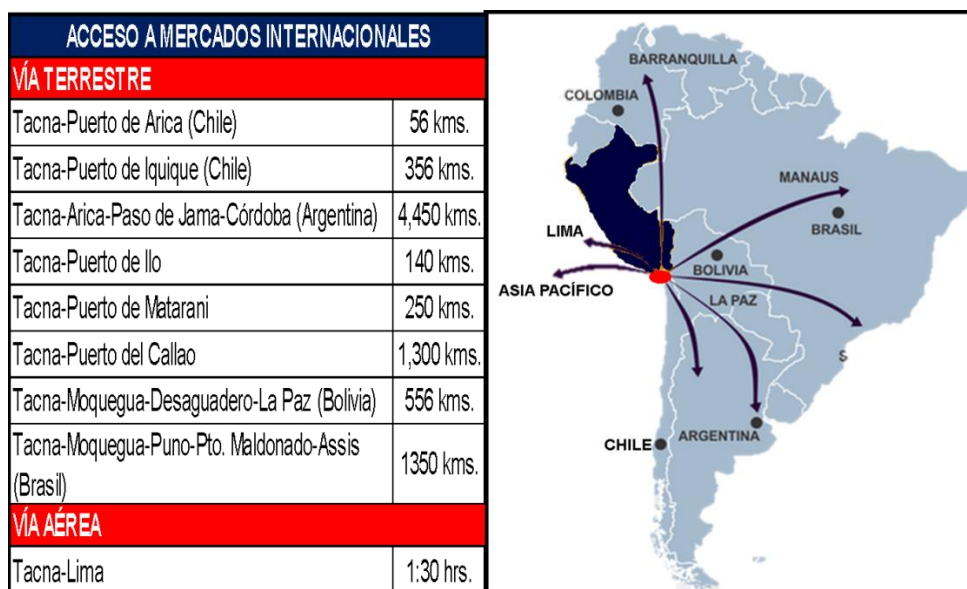 ACCESO A MERCADOS INTERNACIONALES
VÍA TERRESTRE
Tacna-Puerto de Arica (Chile) 56 kms.
Tacna-Puerto de Iquique (Chile) 356 kms.
Tacna-Arica-Paso de Jama-Córdoba (Argentina) 4,450 kms.
Tacna-Puerto de Ilo 140 kms.
Tacna-Puerto de Matarani 250 kms.
Tacna-Puerto del Callao 1,300 kms.
Tacna-Moquegua-Desaguadero-La Paz (Bolivia) 556 kms.
Tacna-Moquegua-Puno-Pto. Maldonado-Assis
(Brasil) 1350 kms.
VÍA AÉREA
Tacna-Lima 1:30 hrs.
BARRANQUILLA
COLOMBIA
MANAUS
BRASIL
LIMA
BOLIVIA
ASIA PACÍFICO
LA PAZ
S
ARGENTINA
CHILE